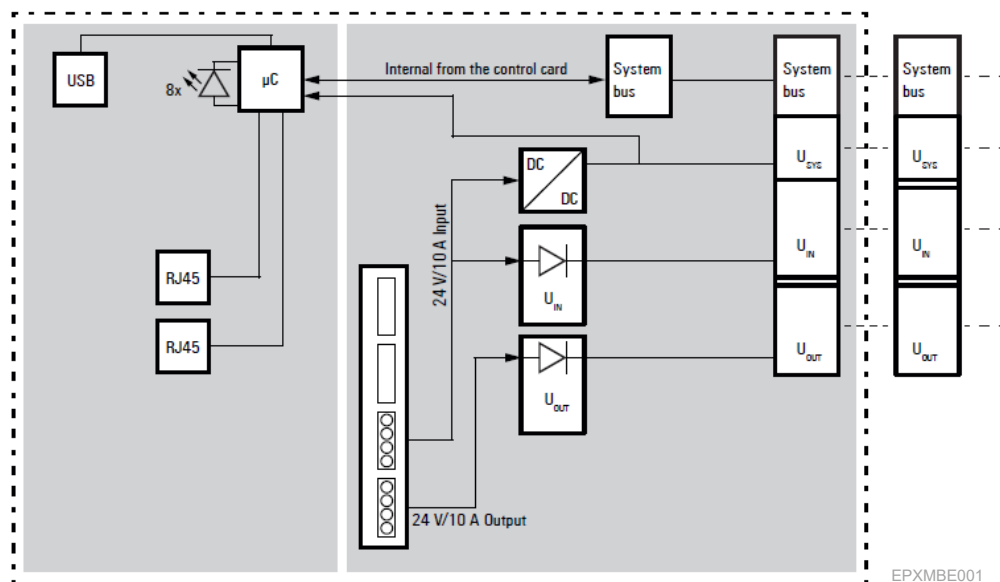 USB
8x
µC
Internal from the control card
System
bus
System
bus
System
bus
DC
DC
U SYS
U SYS
24 V/10 A Input
U IN
U IN
U IN
RJ45
RJ45
U OUT
U OUT
U OUT
24 V/10 A Output
EPXMBE001